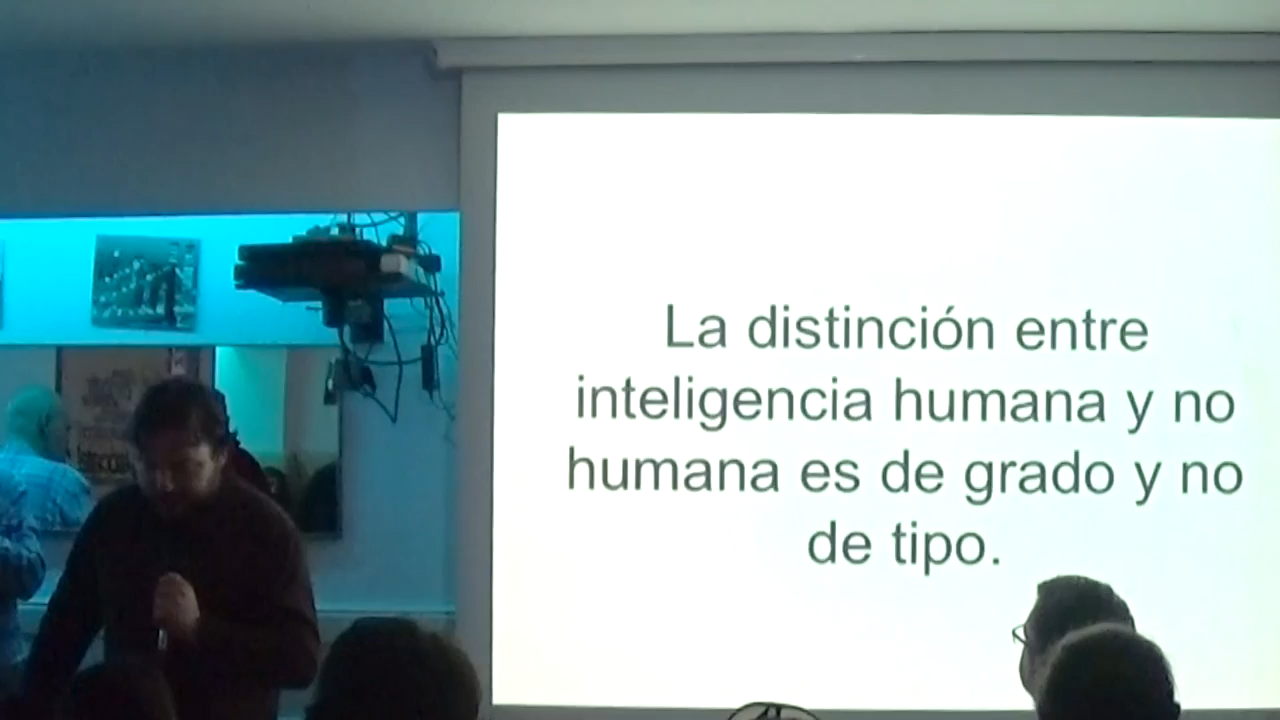 La distinción entre
inteligencia humana y no
humana es de grado y no
de tipo.